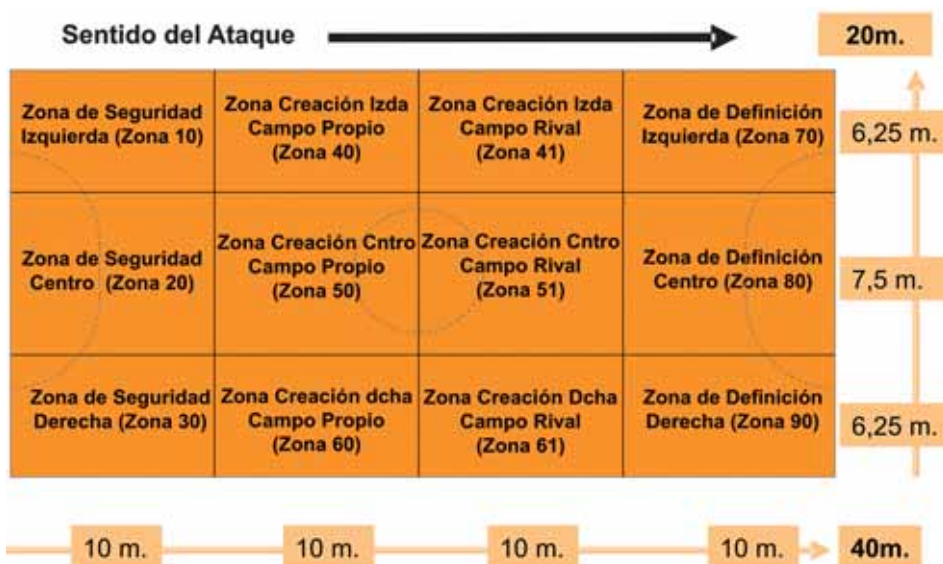 Sentido del Ataque
20m.
Zona de Seguridad
Izquierda (Zona 10)
Zona Creación Izda
Campo Propio
(Zona 40)
Zona Creación Izda
Campo Rival
(Zona 41)
Zona de Definición
Izquierda (Zona 70)
6,25 m.
Zona de Seguridad
Centro (Zona 20)
Zona Creación Cntro
Campo Propio
(Zona 50)
Zona Creación Cntro
Campo Rival
(Zona 51)
Zona de Definición
Centro (Zona 80)
7,5 m.
Zona de Seguridad
Derecha (Zona 30)
Zona Creación dcha
Campo Propio
(Zona 60)
Zona Creación Dcha
Campo Rival
(Zona 61)
Zona de Definición
Derecha (Zona 90)
6,25 m.
10 m.
10 m.
10 m.
10 m.
40m.